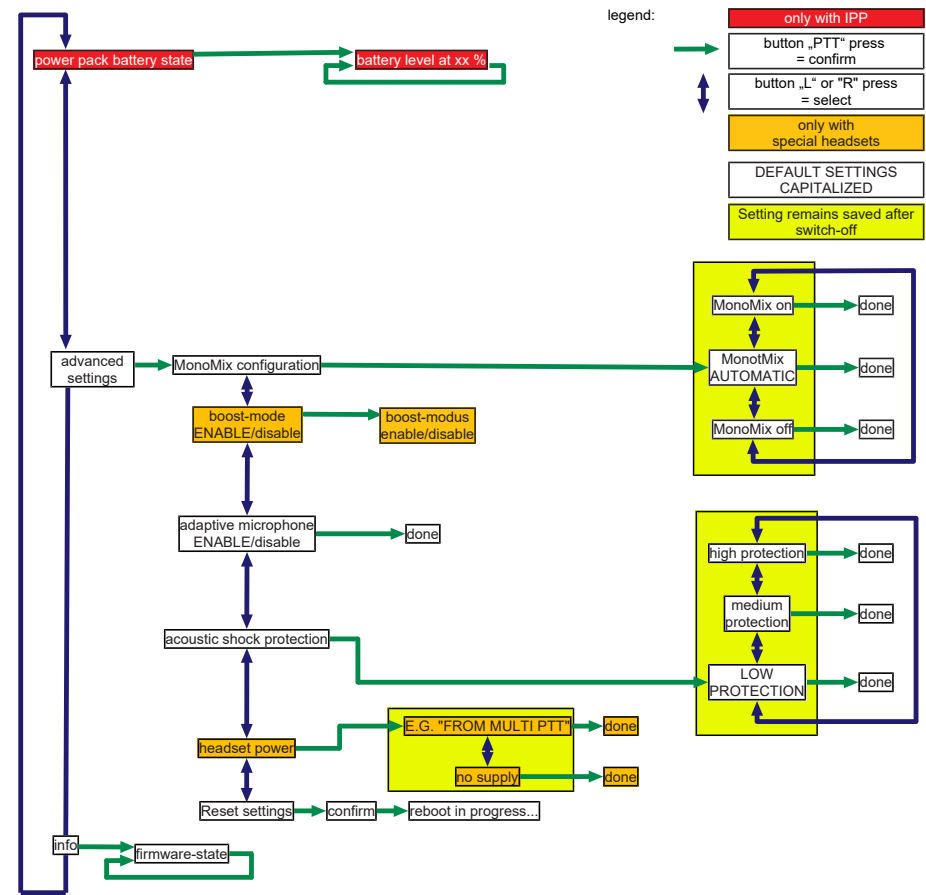 legend:
only with IPP
button „PTT“ press
= confirm
button „L“ or "R" press
= select
only with
special headsets
DEFAULT SETTINGS
CAPITALIZED
Setting remains saved after
switch-off
power pack battery state
battery level at xx %
advanced
settings
MonoMix configuration
MonoMix on
done
MonotMix
AUTOMATIC
done
MonoMix off
done
boost-mode
ENABLE/disable
boost-modus
enable/disable
adaptive microphone
ENABLE/disable
done
acoustic shock protection
high protection
done
medium
protection
done
LOW
PROTECTION
done
headset power
E.G. "FROM MULTI PTT"
done
no supply
done
Reset settings
confirm
reboot in progress...
info
firmware-state